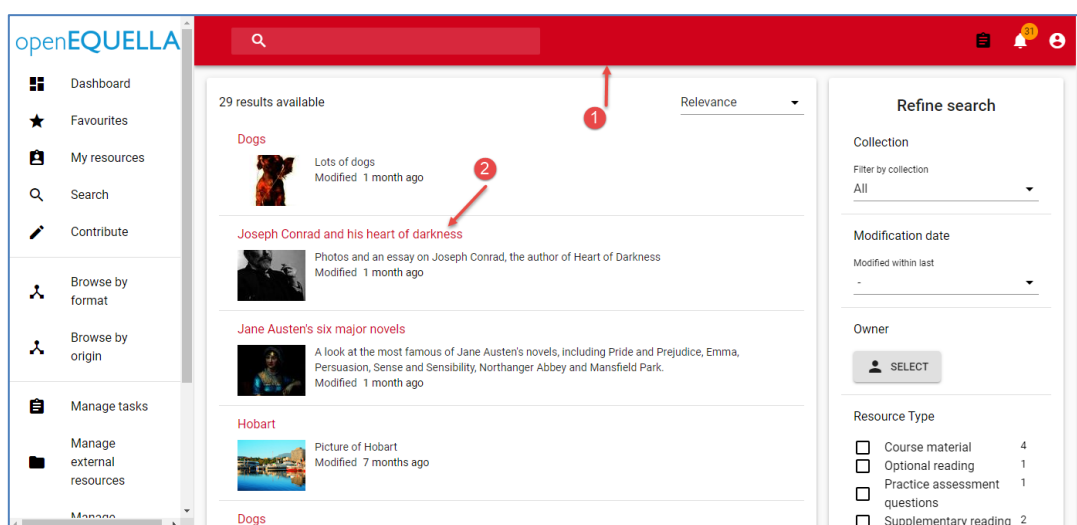 openEQUELLA
31
Dashboard
Favourites
My resources
Search
Contribute
Browse by
format
Browse by
origin
Manage tasks
Manage
external
resources
Manage
29 results available
Relevance
1
Dogs
Lots of dogs
Modified 1 month ago
2
Joseph Conrad and his heart of darkness
Photos and an essay on Joseph Conrad, the author of Heart of Darkness
Modified 1 month ago
Jane Austen's six major novels
A look at the most famous of Jane Austen's novels, including Pride and Prejudice, Emma,
Persuasion, Sense and Sensibility, Northanger Abbey and Mansfield Park.
Modified 1 month ago
Hobart
Picture of Hobart
Modified 7 months ago
Dogs
Refine search
Collection
Filter by collection
All
Modification date
Modified within last
-
Owner
SELECT
Resource Type
Course material 4
Optional reading 1
Practice assessment 1
questions
Supplementary reading 2